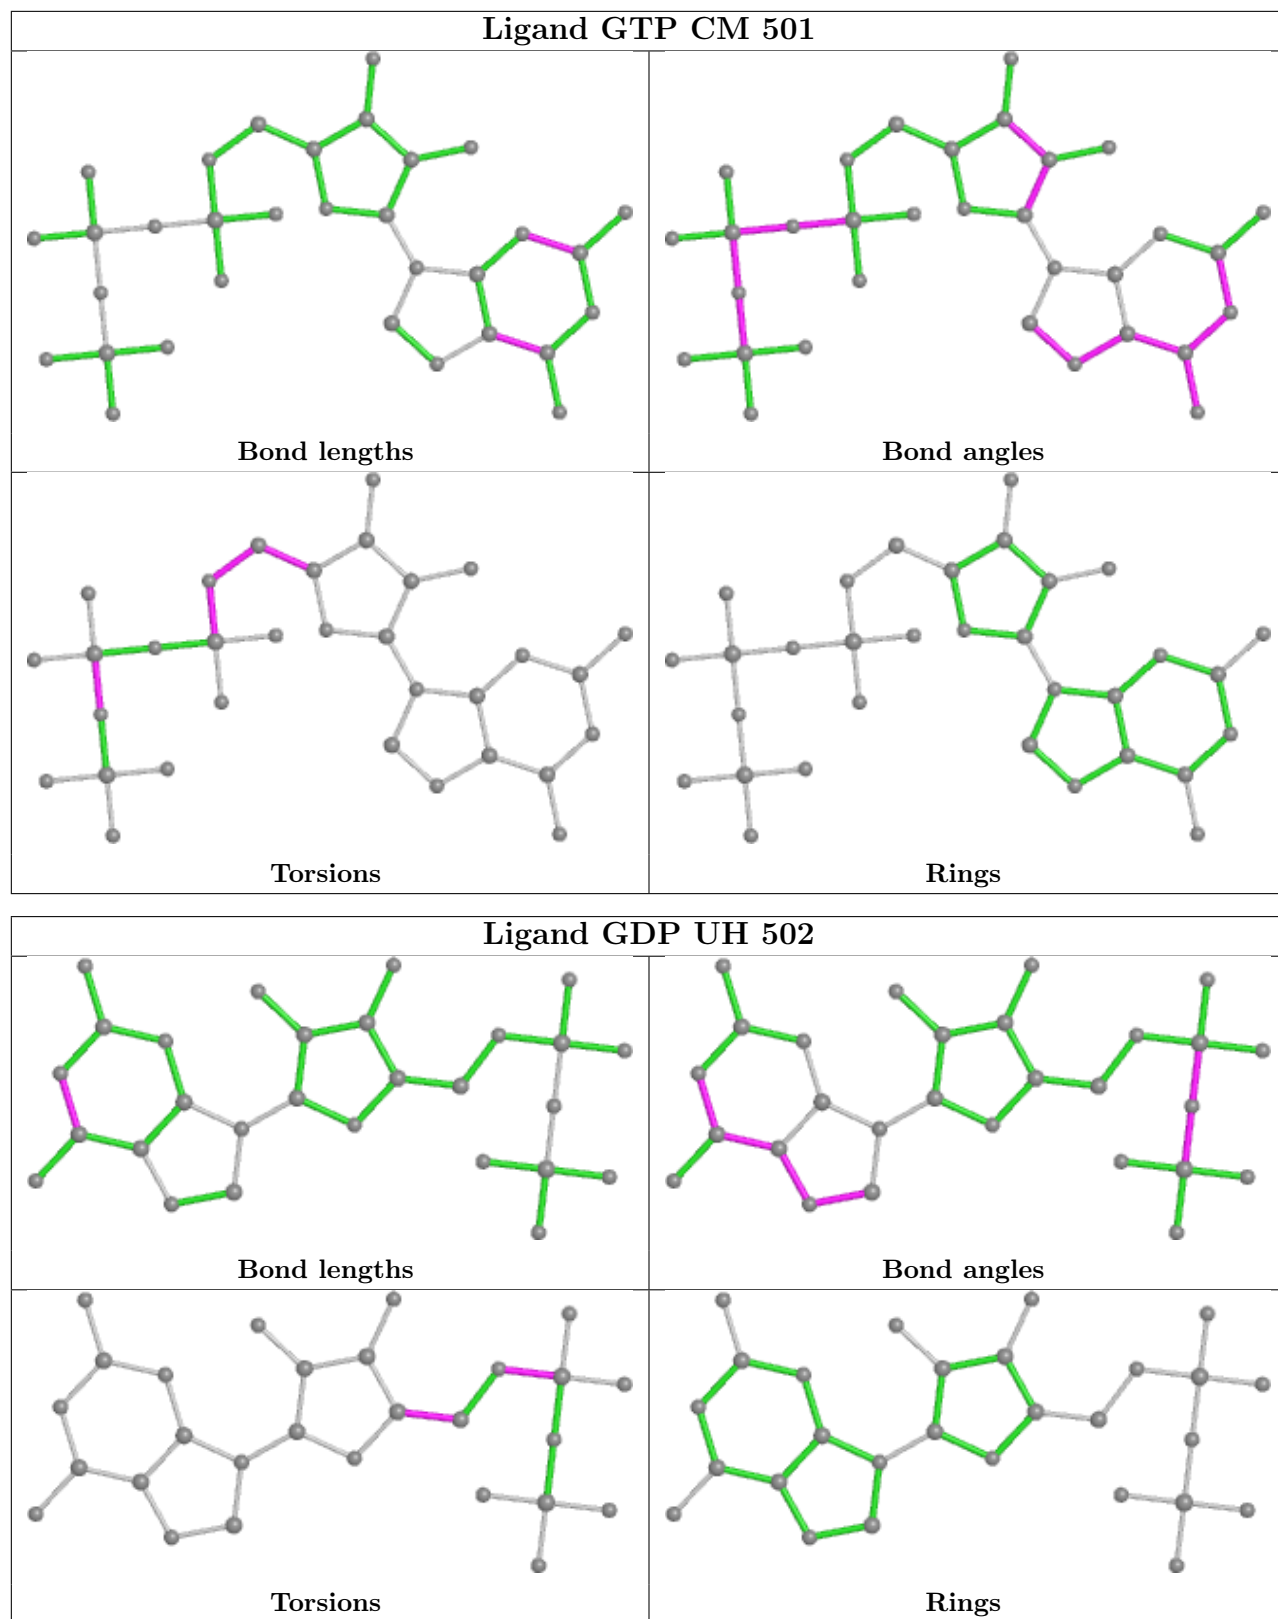 Ligand GTP CM 501
Bond lengths
Bond angles
Torsions
Rings
Ligand GDP UH 502
Bond lengths
Bond angles
Torsions
Rings